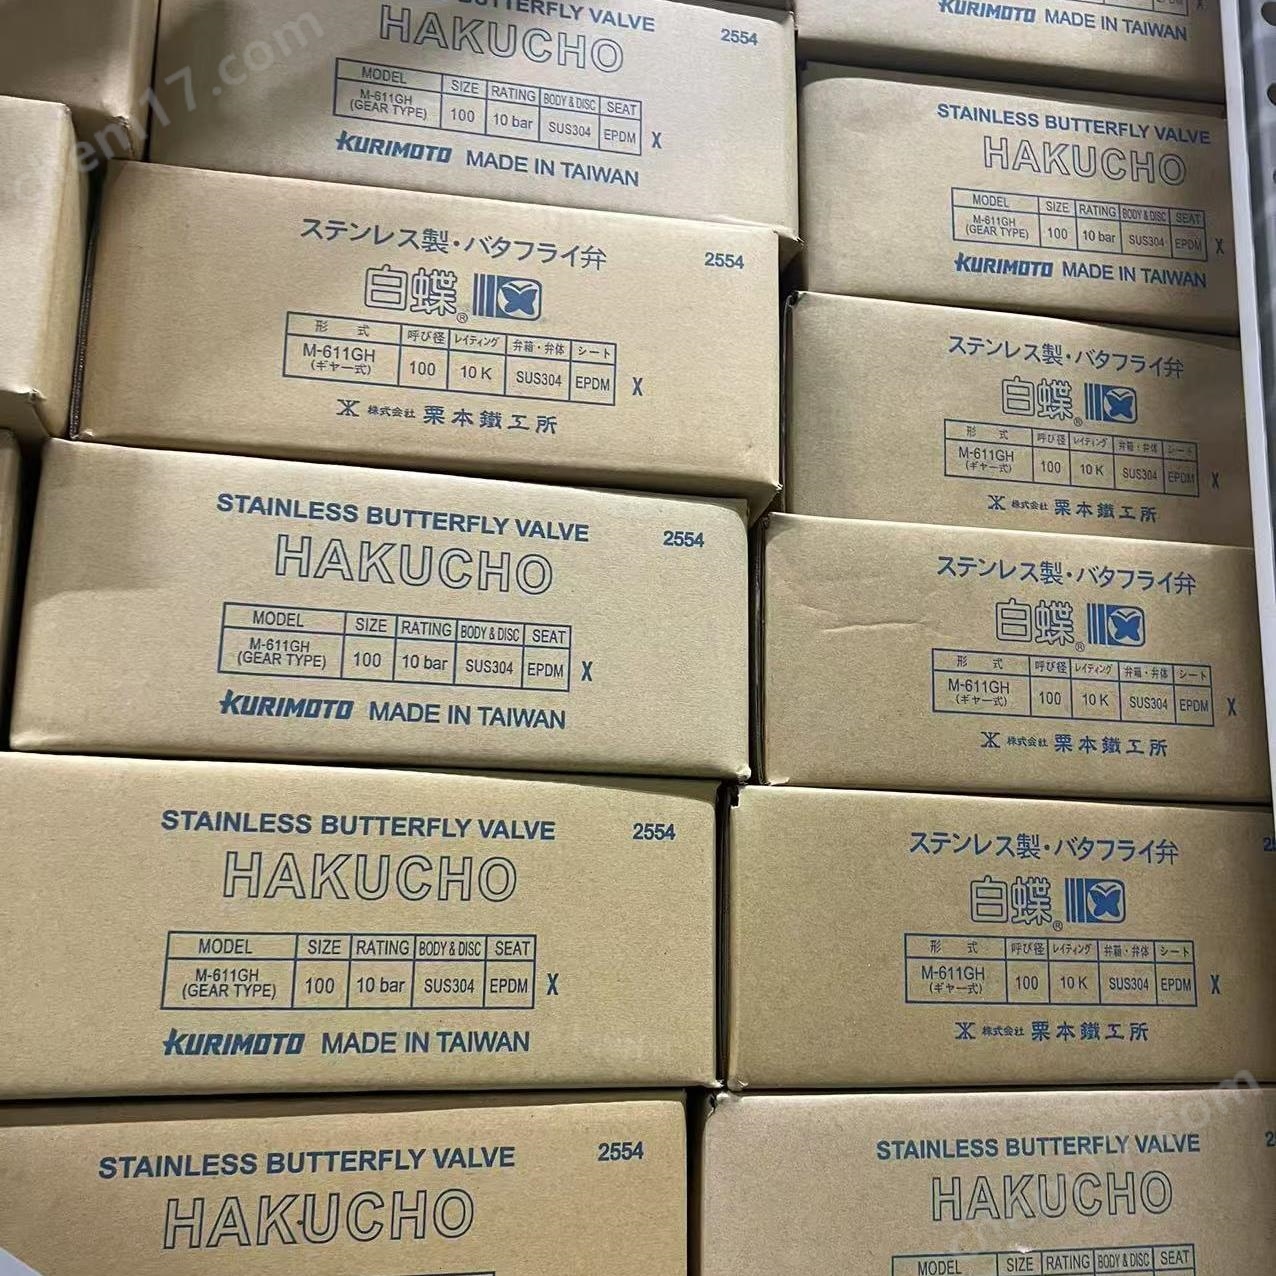 BUTTERFLY VALVE
2554
HAKUCHO
MODEL SIZE RATING BODY & DISC SEAT
M-611GH (GEAR TYPE) 100 10 bar SUS304 EPDM X
KURIMOTO MADE IN TAIWAN
ステンレス製・バタフライ弁
2554
白蝶®
形 式 呼び径 レイティング 弁箱・弁体 シート
M-611GH (ギヤー式) 100 10 K SUS304 EPDM X
株式会社 栗本鐵工所
STAINLESS BUTTERFLY VALVE
2554
HAKUCHO
MODEL SIZE RATING BODY & DISC SEAT
M-611GH (GEAR TYPE) 100 10 bar SUS304 EPDM X
KURIMOTO MADE IN TAIWAN
STAINLESS BUTTERFLY VALVE
2554
HAKUCHO
MODEL SIZE RATING BODY & DISC SEAT
M-611GH (GEAR TYPE) 100 10 bar SUS304 EPDM X
KURIMOTO MADE IN TAIWAN
STAINLESS BUTTERFLY VALVE
2554
HAKUCHO
KURIMOTO MADE IN TAIWAN
STAINLESS BUTTERFLY VALVE
HAKUCHO
MODEL SIZE RATING BODY & DISC SEAT
M-611GH (GEAR TYPE) 100 10 bar SUS304 EPDM X
KURIMOTO MADE IN TAIWAN
ステンレス製・バタフライ弁
白蝶®
形 式 呼び径 レイティング 弁箱・弁体 シート
M-611GH (ギヤー式) 100 10 K SUS304 EPDM X
株式会社 栗本鐵工所
ステンレス製・バタフライ弁
白蝶®
形 式 呼び径 レイティング 弁箱・弁体 シート
M-611GH (ギヤー式) 100 10 K SUS304 EPDM X
株式会社 栗本鐵工所
ステンレス製・バタフライ弁
白蝶®
形 式 呼び径 レイティング 弁箱・弁体 シート
M-611GH (ギヤー式) 100 10 K SUS304 EPDM X
株式会社 栗本鐵工所
STAINLESS BUTTERFLY VALVE
HAKUCHO
MODEL SIZE RATING BODY & DISC SEAT